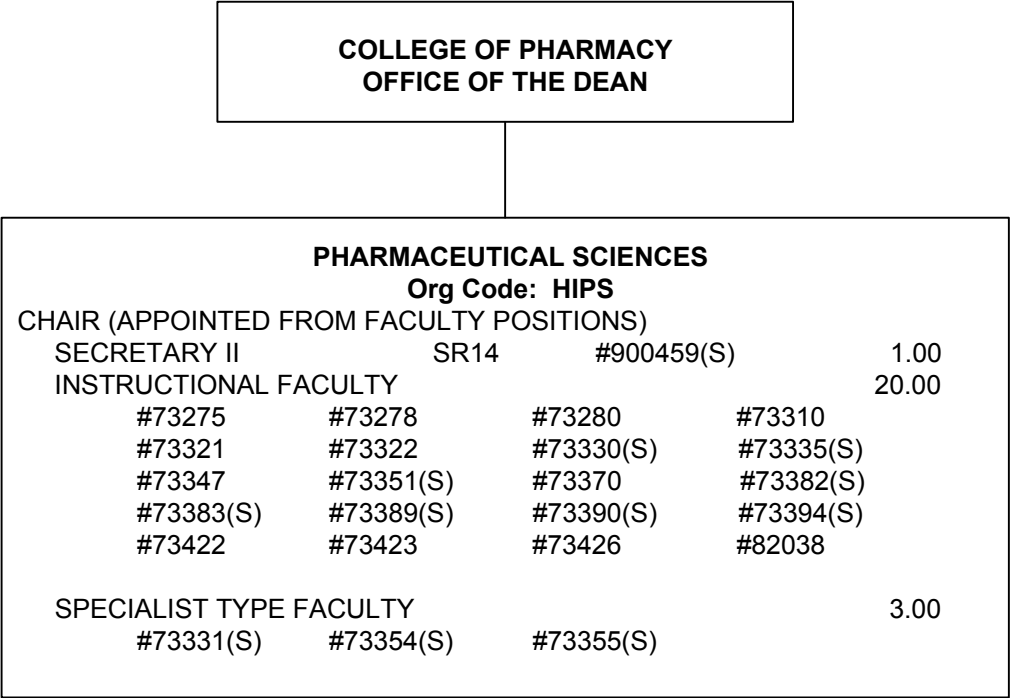 COLLEGE OF PHARMACY
OFFICE OF THE DEAN
PHARMACEUTICAL SCIENCES
Org Code: HIPS
CHAIR (APPOINTED FROM FACULTY POSITIONS)
SECRETARY II SR14 #900459(S) 1.00
INSTRUCTIONAL FACULTY 20.00
#73275 #73278 #73280 #73310
#73321 #73322 #73330(S) #73335(S)
#73347 #73351(S) #73370 #73382(S)
#73383(S) #73389(S) #73390(S) #73394(S)
#73422 #73423 #73426 #82038
SPECIALIST TYPE FACULTY 3.00
#73331(S) #73354(S) #73355(S)